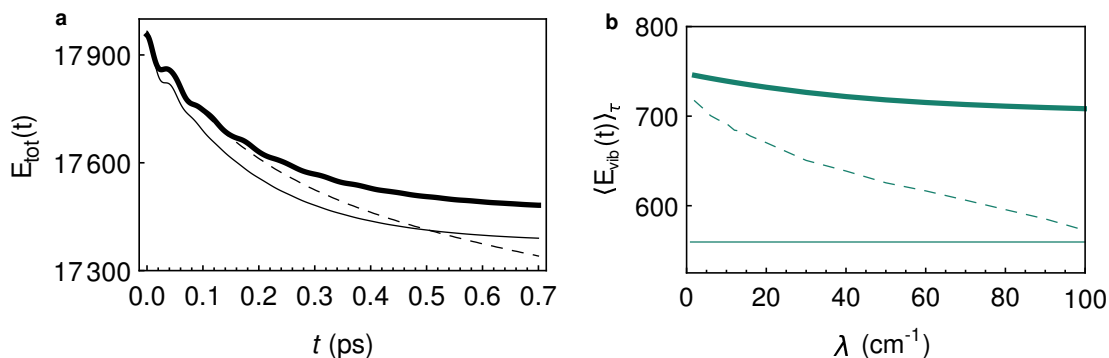 a
17900
17600
17300
E_tot(t)
0.0 0.1 0.2 0.3 0.4 0.5 0.6 0.7
t (ps)
b
800
700
600
⟨E_vib(t)⟩_τ
0 20 40 60 80 100
λ (cm⁻¹)